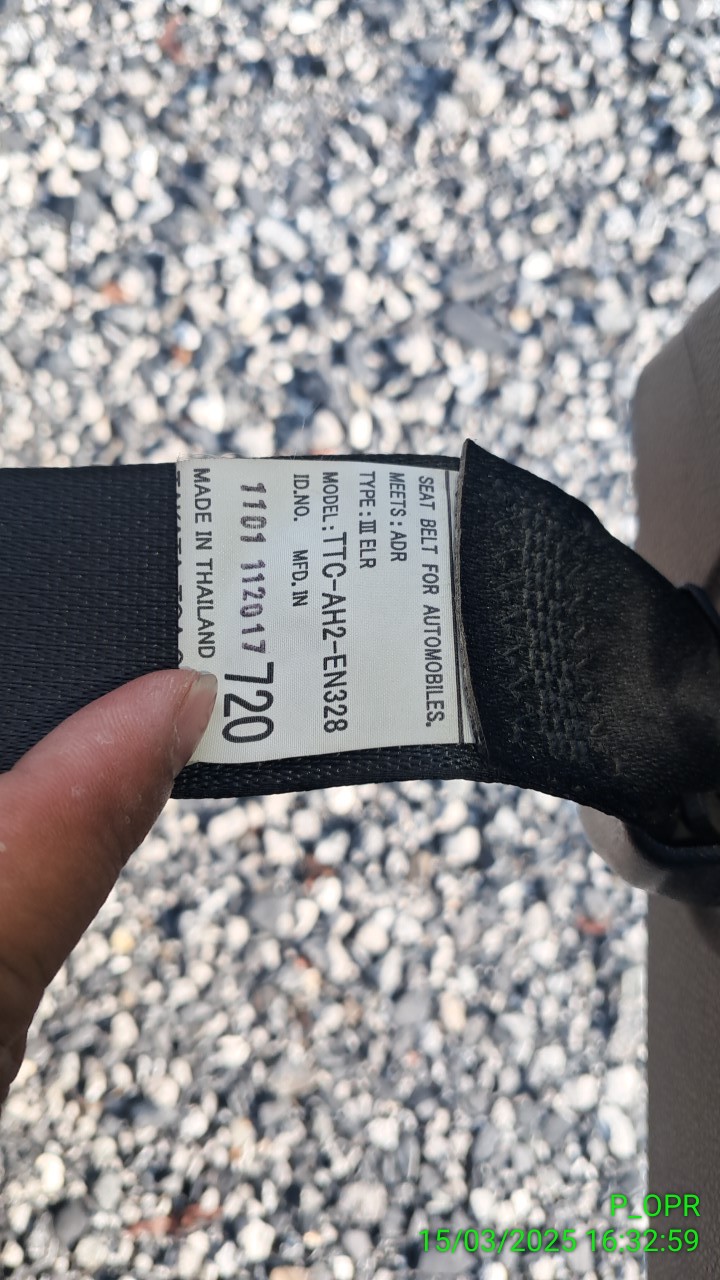 SEAT BELT FOR AUTOMOBILES.
MEETS : ADR
TYPE : Ⅲ ELR
MODEL : TTC-AH2-EN328
ID.NO. MFD. IN
1101 112017 720
MADE IN THAILAND
P_OPR
15/03/2025 16:32:59